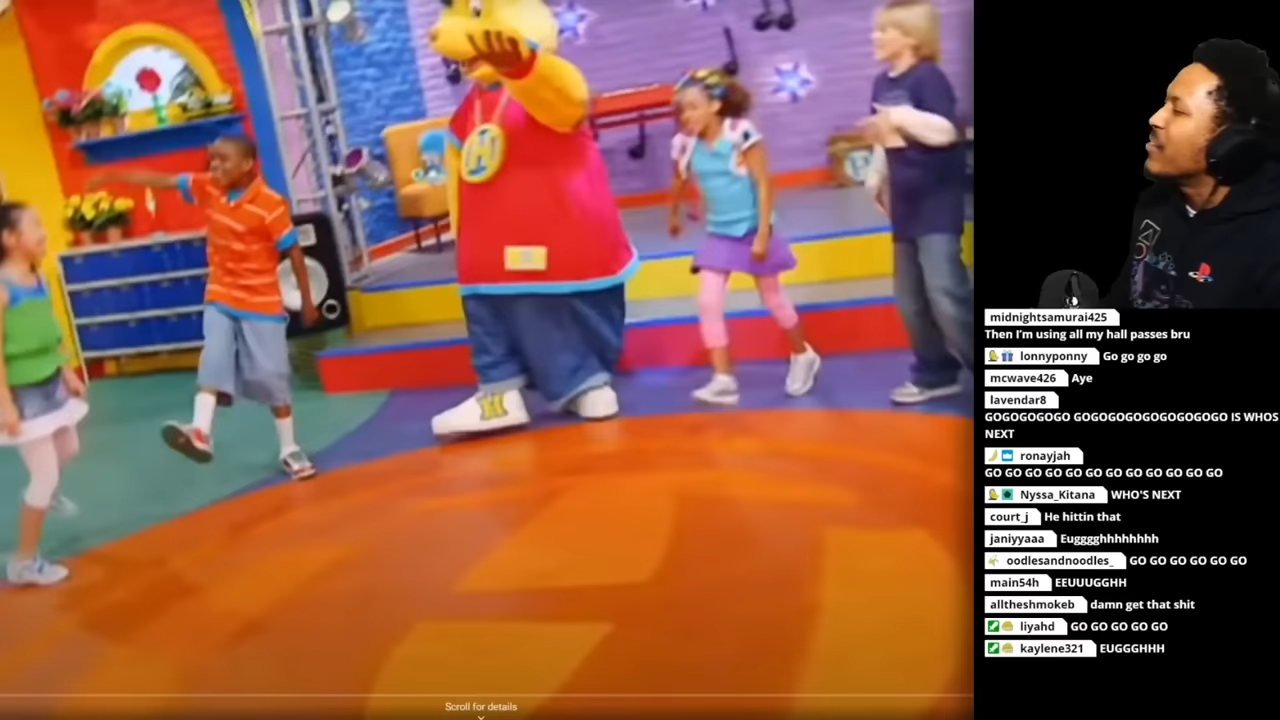 H
H
midnightsamurai425
Then I'm using all my hall passes bru
lonnyponny Go go go go
mcwave426 Aye
lavendar8
GOGOGOGOGO GOGOGOGOGOGOGOGOGO IS WHOS
NEXT
ronayjah
GO GO GO GO GO GO GO GO GO GO GO GO
Nyssa_Kitana WHO'S NEXT
court_j He hittin that
janiyyaaa Eugggghhhhhhhh
oodlesandnoodles_ GO GO GO GO GO GO
main54h EEUUUGGHH
alltheshmokeb damn get that shit
liyahd GO GO GO GO GO
kaylene321 EUGGGHHH
Scroll for details